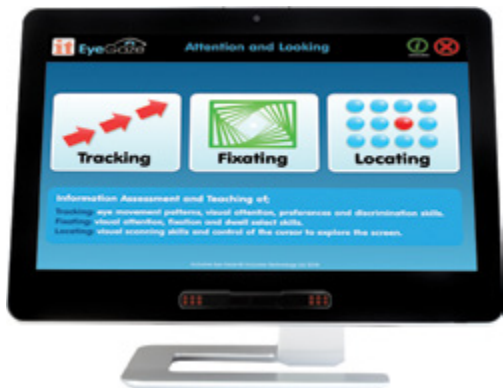 it EyeGaze Attention and Looking
Tracking Fixating Locating
Information Assessment and Teaching of;
Tracking: eye movement patterns, visual attention, preferences and discrimination skills.
Fixating: visual attention, fixation and dwell select skills.
Locating: visual scanning skills and control of the cursor to explore the screen.